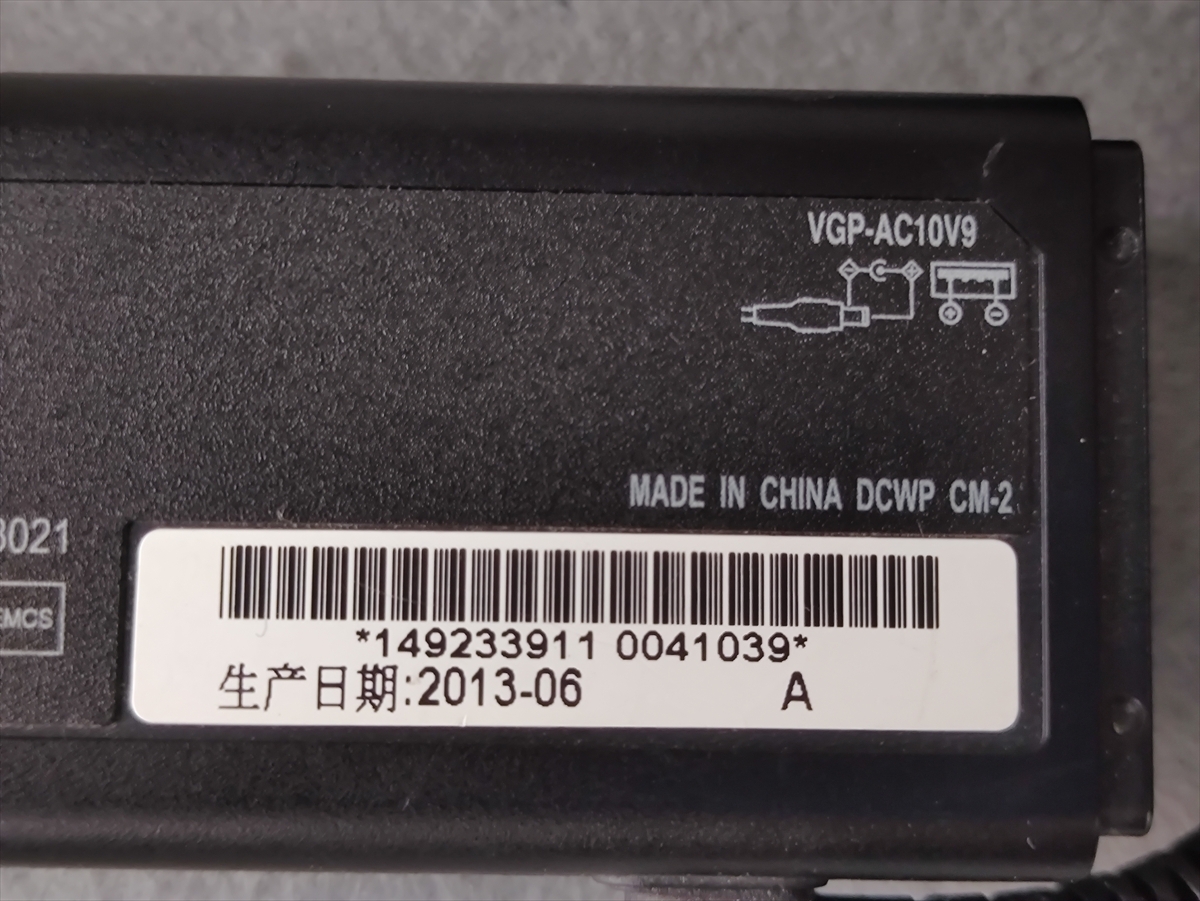 VGP-AC10V9
MADE IN CHINA DCWP CM-2
3021
EMCS
*149233911 0041039*
生产日期:2013-06 A